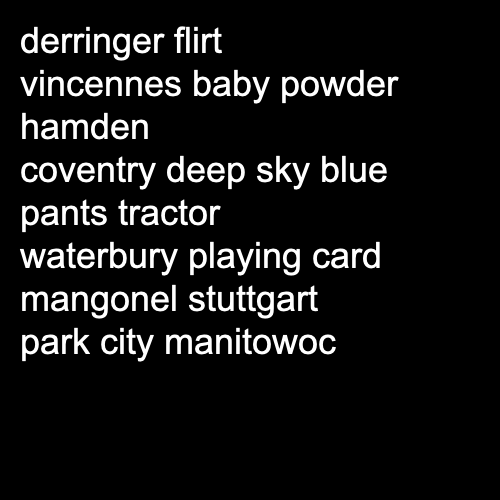 derringer flirt
vincennes baby powder
hamden
coventry deep sky blue
pants tractor
waterbury playing card
mangonel stuttgart
park city manitowoc